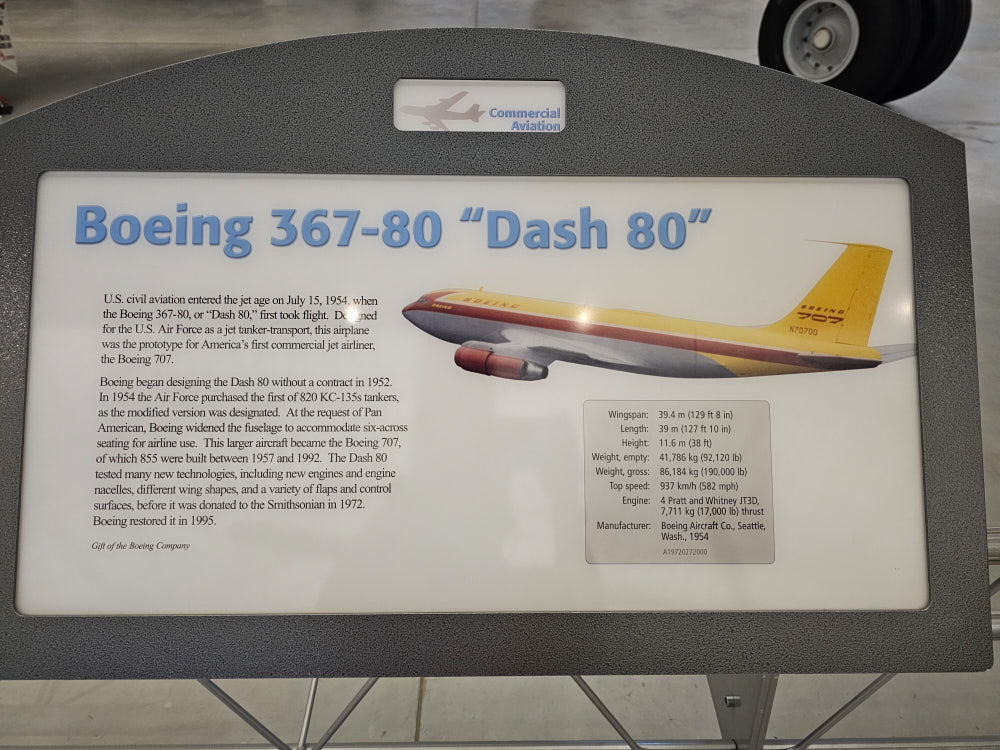 Commercial
Aviation
Boeing 367-80 “Dash 80”
U.S. civil aviation entered the jet age on July 15, 1954, when
the Boeing 367-80, or “Dash 80,” first took flight. Designed
for the U.S. Air Force as a jet tanker-transport, this airplane
was the prototype for America’s first commercial jet airliner,
the Boeing 707.
Boeing began designing the Dash 80 without a contract in 1952.
In 1954 the Air Force purchased the first of 820 KC-135s tankers,
as the modified version was designated. At the request of Pan
American, Boeing widened the fuselage to accommodate six-across
seating for airline use. This larger aircraft became the Boeing 707,
of which 855 were built between 1957 and 1992. The Dash 80
tested many new technologies, including new engines and engine
nacelles, different wing shapes, and a variety of flaps and control
surfaces, before it was donated to the Smithsonian in 1972.
Boeing restored it in 1995.
Gift of the Boeing Company
BOEING
BOEING
BOEING
707
N70700
Wingspan: 39.4 m (129 ft 8 in)
Length: 39 m (127 ft 10 in)
Height: 11.6 m (38 ft)
Weight, empty: 41,786 kg (92,120 lb)
Weight, gross: 86,184 kg (190,000 lb)
Top speed: 937 km/h (582 mph)
Engine: 4 Pratt and Whitney JT3D,
7,711 kg (17,000 lb) thrust
Manufacturer: Boeing Aircraft Co., Seattle,
Wash., 1954
A19720272000